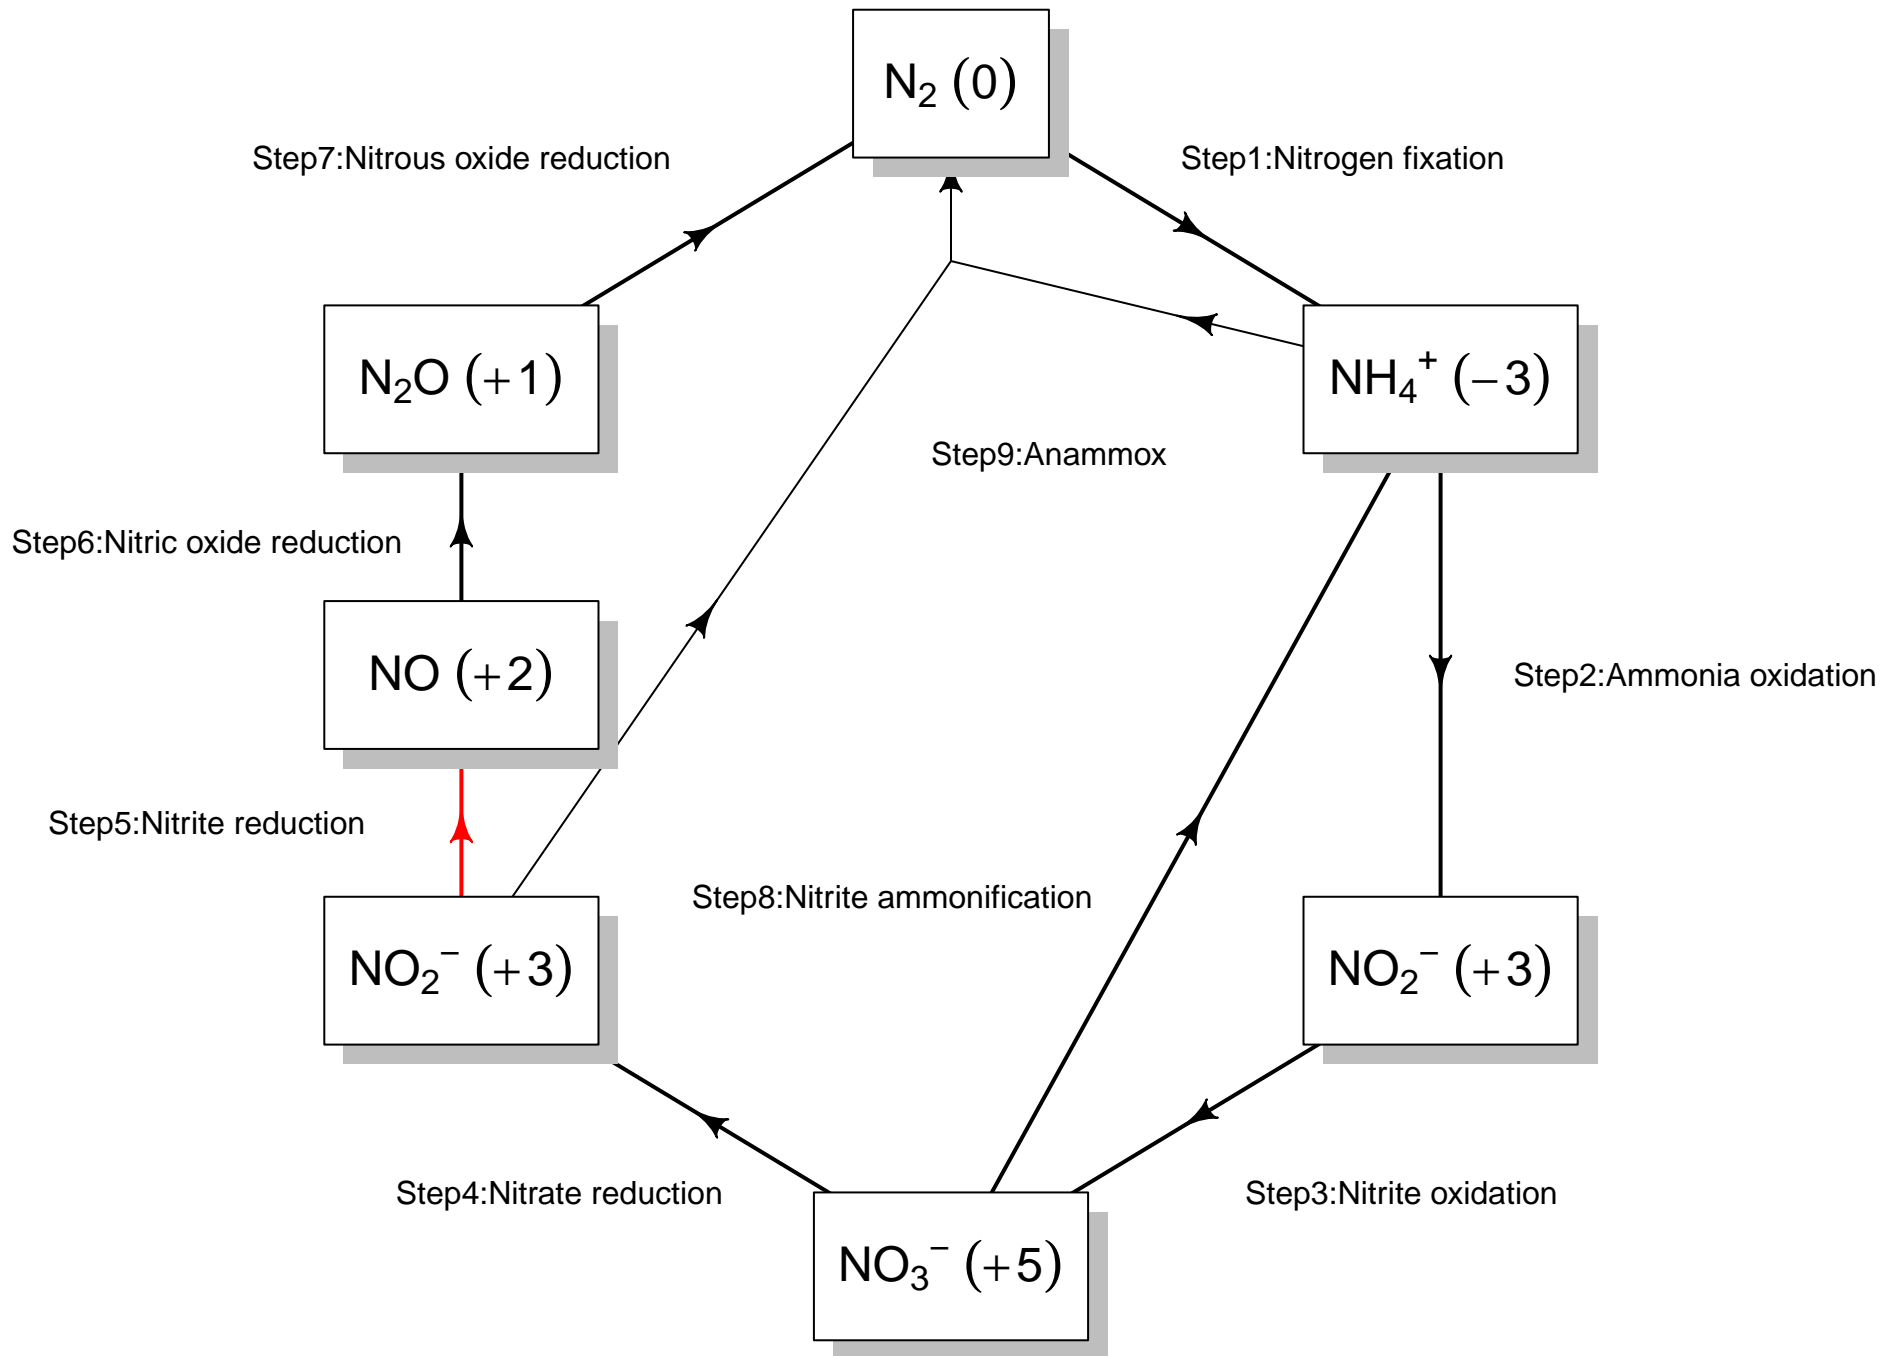 N₂ (0)
Step7:Nitrous oxide reduction
Step1:Nitrogen fixation
N₂O (+1)
NH₄⁺ (−3)
Step9:Anammox
Step6:Nitric oxide reduction
NO (+2)
Step2:Ammonia oxidation
Step5:Nitrite reduction
Step8:Nitrite ammonification
NO₂⁻ (+3)
NO₂⁻ (+3)
Step4:Nitrate reduction
Step3:Nitrite oxidation
NO₃⁻ (+5)